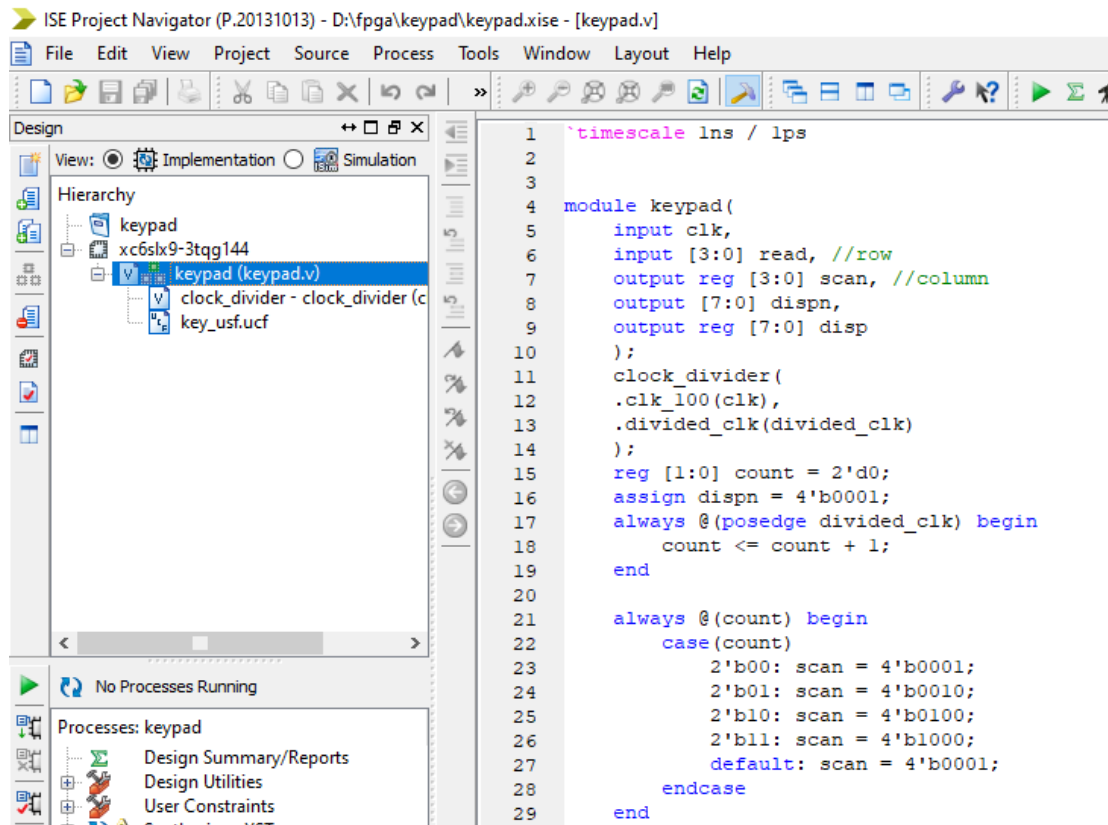 ISE Project Navigator (P.20131013) - D:\fpga\keypad\keypad.xise - [keypad.v]
File Edit View Project Source Process Tools Window Layout Help
»
Design
View: Implementation Simulation
Hierarchy
keypad
xc6slx9-3tqg144
keypad (keypad.v)
clock_divider - clock_divider (c
key_usf.ucf
No Processes Running
Processes: keypad
Design Summary/Reports
Design Utilities
User Constraints
1 `timescale 1ns / 1ps
2
3
4 module keypad(
5 input clk,
6 input [3:0] read, //row
7 output reg [3:0] scan, //column
8 output [7:0] dispn,
9 output reg [7:0] disp
10 );
11 clock_divider(
12 .clk_100(clk),
13 .divided_clk(divided_clk)
14 );
15 reg [1:0] count = 2'd0;
16 assign dispn = 4'b0001;
17 always @(posedge divided_clk) begin
18 count <= count + 1;
19 end
20
21 always @(count) begin
22 case(count)
23 2'b00: scan = 4'b0001;
24 2'b01: scan = 4'b0010;
25 2'b10: scan = 4'b0100;
26 2'b11: scan = 4'b1000;
27 default: scan = 4'b0001;
28 endcase
29 end